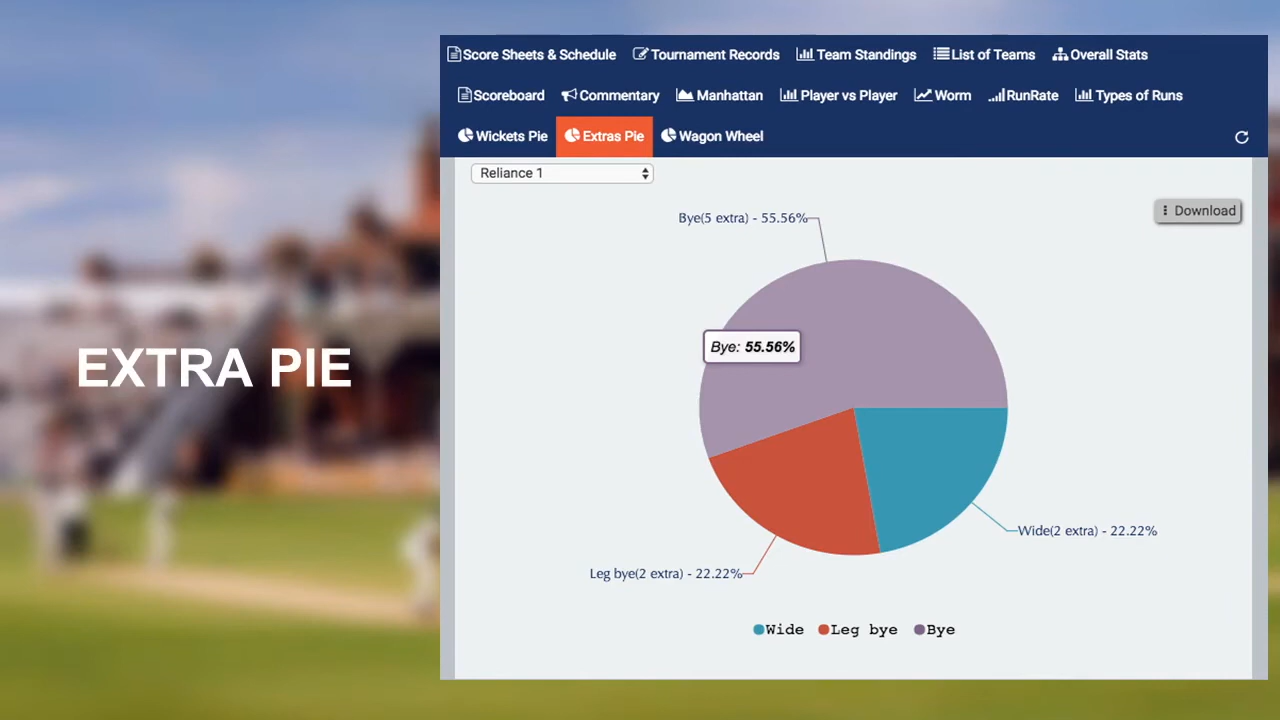 EXTRA PIE
Score Sheets & Schedule Tournament Records Team Standings List of Teams Overall Stats
Scoreboard Commentary Manhattan Player vs Player Worm RunRate Types of Runs
Wickets Pie Extras Pie Wagon Wheel
Reliance 1
Download
Bye(5 extra) - 55.56%
Bye: 55.56%
Wide(2 extra) - 22.22%
Leg bye(2 extra) - 22.22%
Wide Leg bye Bye